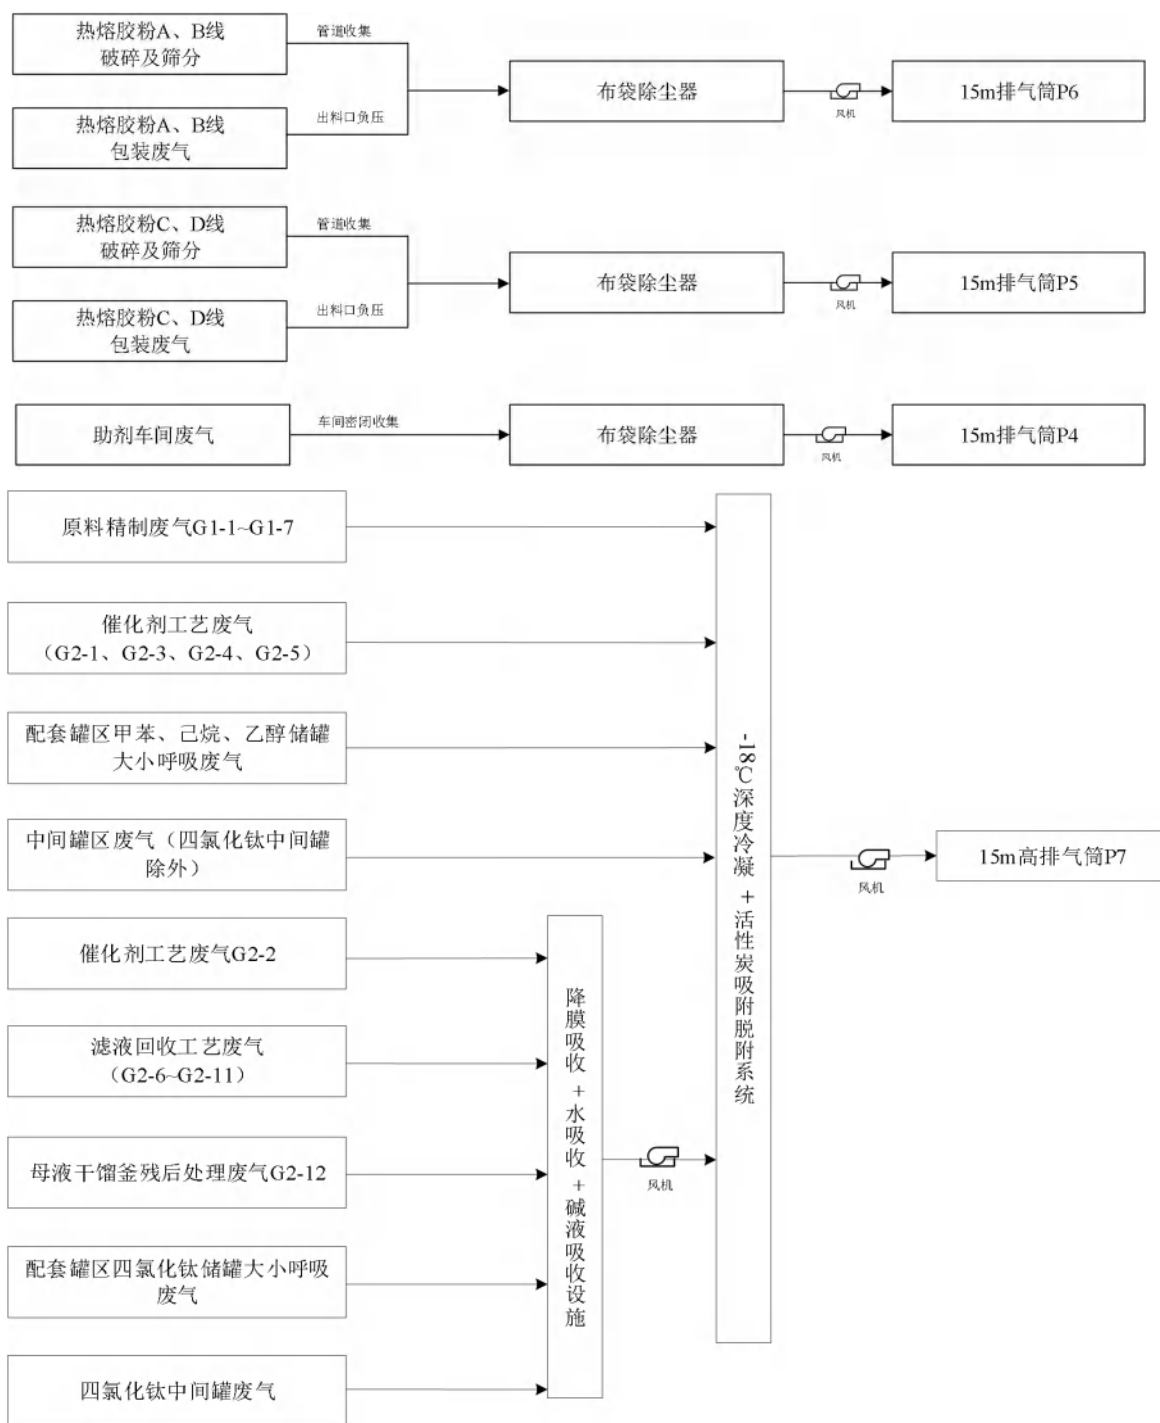 热熔胶粉A、B线
破碎及筛分
管道收集
热熔胶粉A、B线
包装废气
出料口负压
布袋除尘器
风机
15m排气筒P6
热熔胶粉C、D线
破碎及筛分
管道收集
热熔胶粉C、D线
包装废气
出料口负压
布袋除尘器
风机
15m排气筒P5
助剂车间废气
车间密闭收集
布袋除尘器
风机
15m排气筒P4
原料精制废气G1-1~G1-7
催化剂工艺废气
（G2-1、G2-3、G2-4、G2-5）
配套罐区甲苯、己烷、乙醇储罐
大小呼吸废气
中间罐区废气（四氯化钛中间罐
除外）
催化剂工艺废气G2-2
滤液回收工艺废气
（G2-6~G2-11）
母液干馏釜残后处理废气G2-12
配套罐区四氯化钛储罐大小呼吸
废气
四氯化钛中间罐废气
降膜吸收+水吸收+碱液吸收设施
风机
-18℃深度冷凝+活性炭吸附脱附系统
风机
15m高排气筒P7